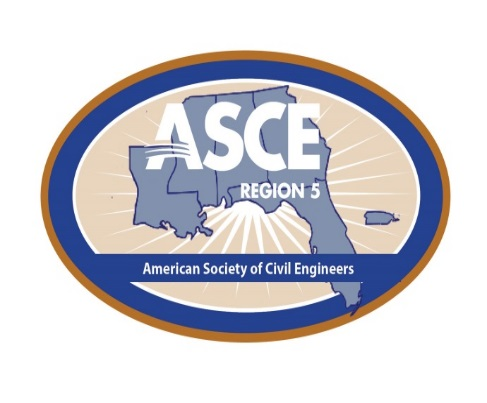 ASCE
REGION 5
American Society of Civil Engineers